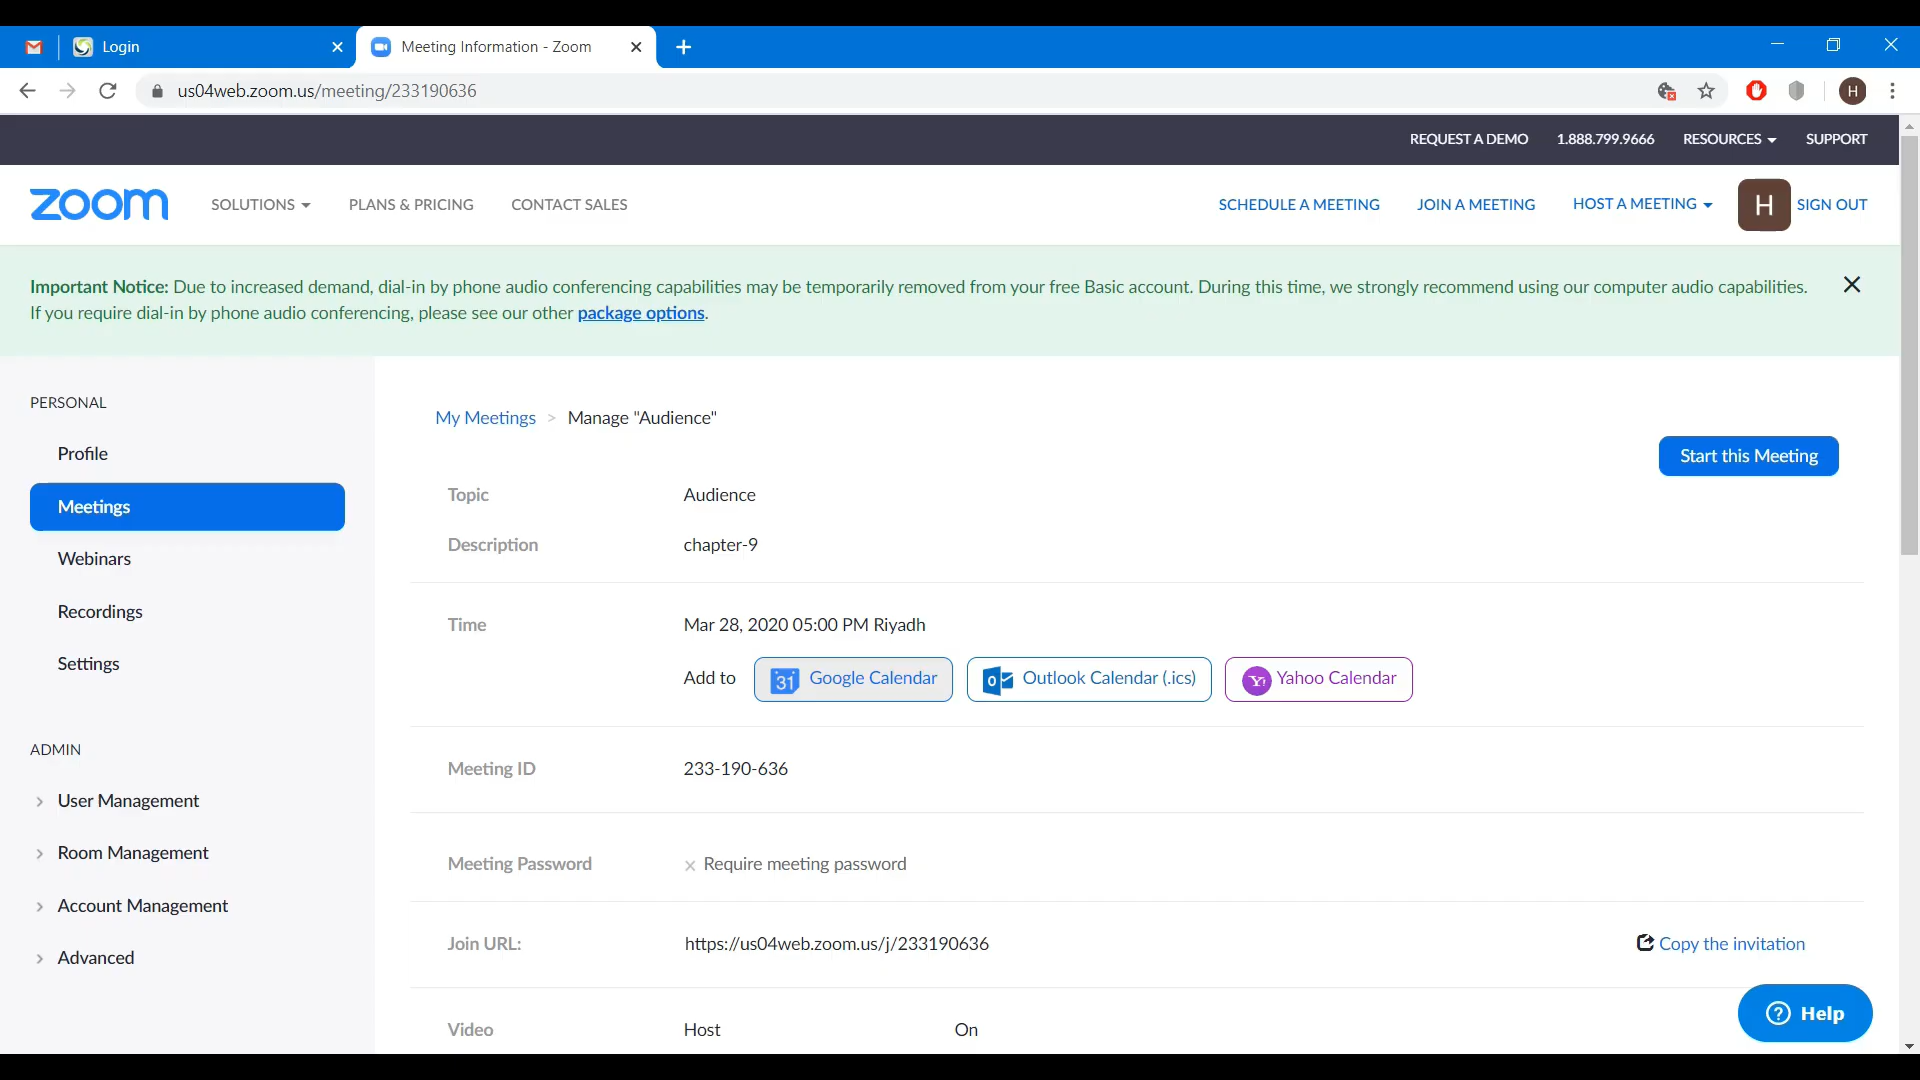 Login
Meeting Information - Zoom
us04web.zoom.us/meeting/233190636
H
REQUEST A DEMO 1.888.799.9666 RESOURCES SUPPORT
zoom SOLUTIONS PLANS & PRICING CONTACT SALES SCHEDULE A MEETING JOIN A MEETING HOST A MEETING H SIGN OUT
Important Notice: Due to increased demand, dial-in by phone audio conferencing capabilities may be temporarily removed from your free Basic account. During this time, we strongly recommend using our computer audio capabilities.
If you require dial-in by phone audio conferencing, please see our other package options.
PERSONAL
Profile
Meetings
Webinars
Recordings
Settings
ADMIN
User Management
Room Management
Account Management
Advanced
My Meetings > Manage "Audience"
Start this Meeting
Topic Audience
Description chapter-9
Time Mar 28, 2020 05:00 PM Riyadh
Add to 31 Google Calendar Outlook Calendar (.ics) Yahoo Calendar
Meeting ID 233-190-636
Meeting Password × Require meeting password
Join URL: https://us04web.zoom.us/j/233190636 Copy the invitation
Video Host On
Help